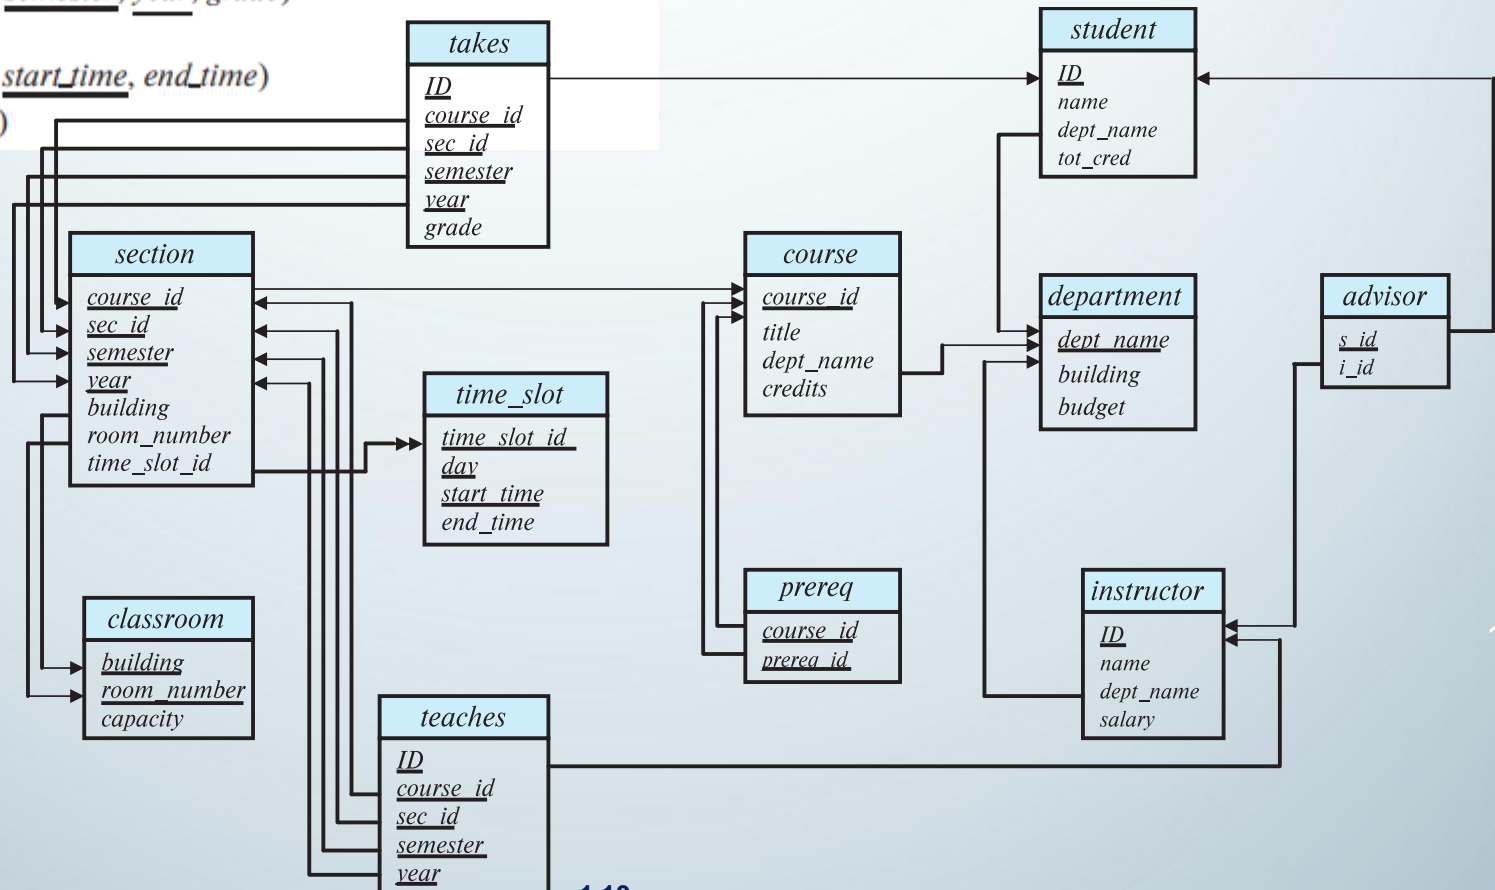 year, grade)
start_time, end_time)
)
takes
ID
course_id
sec_id
semester
year
grade
student
ID
name
dept_name
tot_cred
section
course_id
sec_id
semester
year
building
room_number
time_slot_id
course
course_id
title
dept_name
credits
department
dept_name
building
budget
advisor
s_id
i_id
time_slot
time_slot_id
day
start_time
end_time
prereq
course_id
prereq_id
instructor
ID
name
dept_name
salary
classroom
building
room_number
capacity
teaches
ID
course_id
sec_id
semester
year